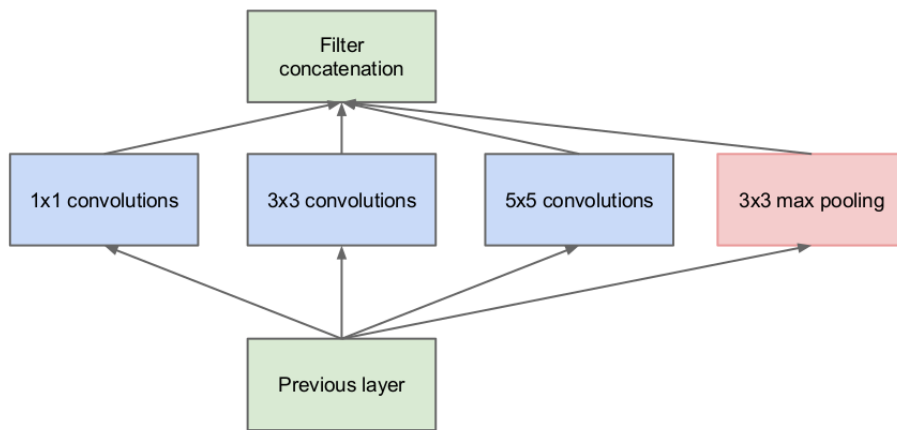 Filter
concatenation
1x1 convolutions
3x3 convolutions
5x5 convolutions
3x3 max pooling
Previous layer